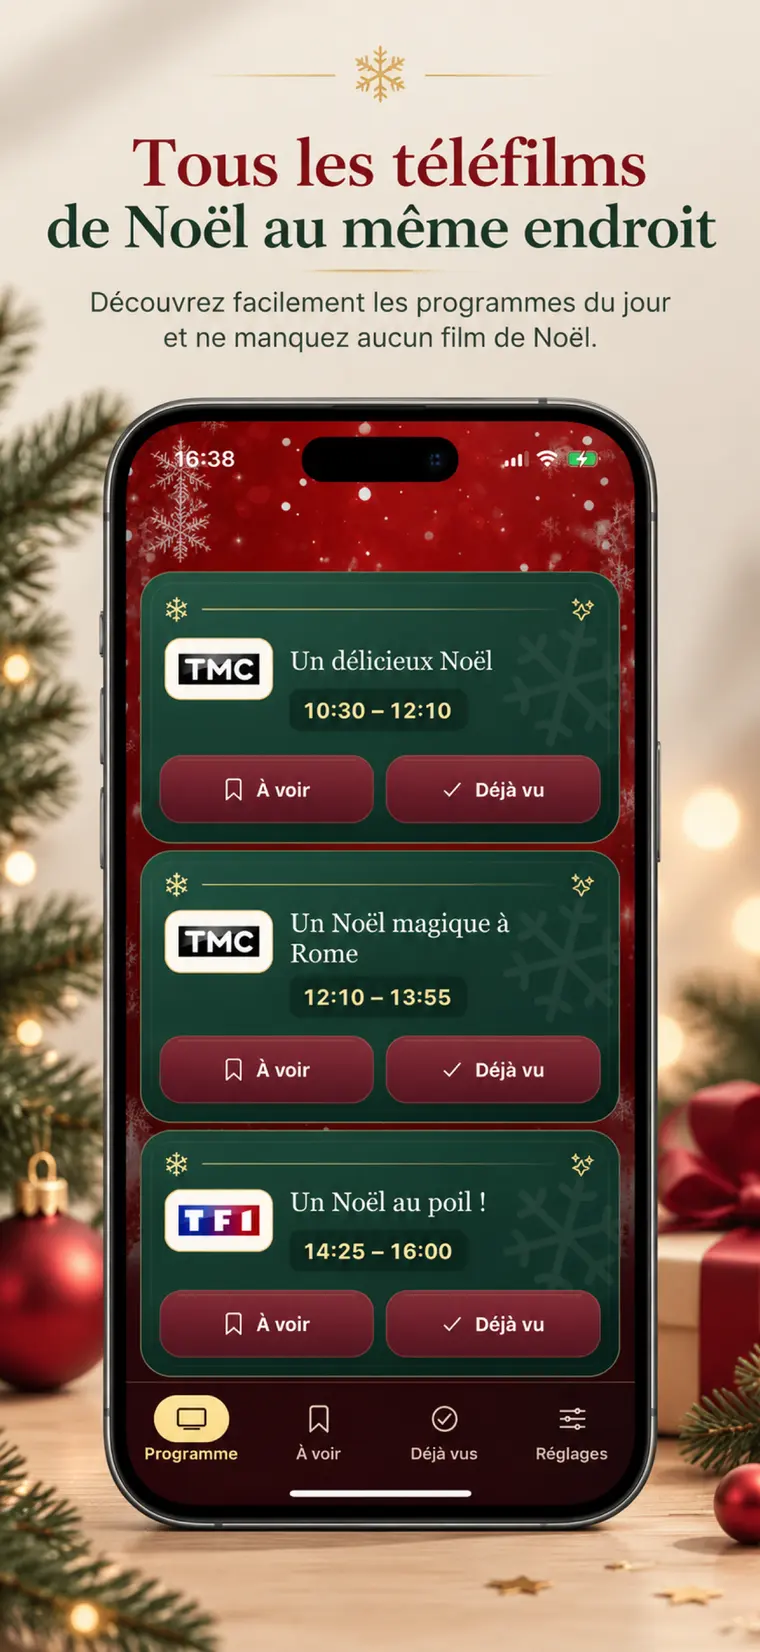 Tous les téléfilms
de Noël au même endroit
Découvrez facilement les programmes du jour
et ne manquez aucun film de Noël.
16:38
TMC
Un délicieux Noël
10:30 – 12:10
À voir
Déjà vu
TMC
Un Noël magique à
Rome
12:10 – 13:55
À voir
Déjà vu
TF1
Un Noël au poil !
14:25 – 16:00
À voir
Déjà vu
Programme
À voir
Déjà vus
Réglages